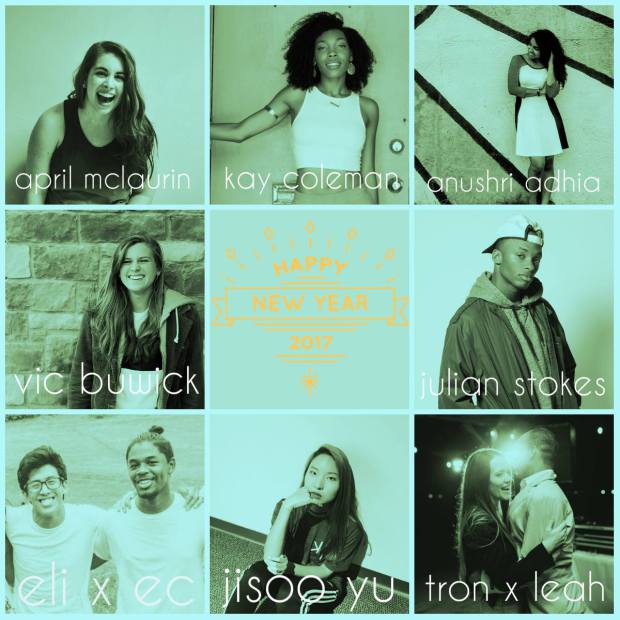 april mclaurin
kay coleman
anushri adhia
vic buwick
HAPPY
NEW YEAR
2017
julian stokes
eli x ec
jisoo yu
tron x leah